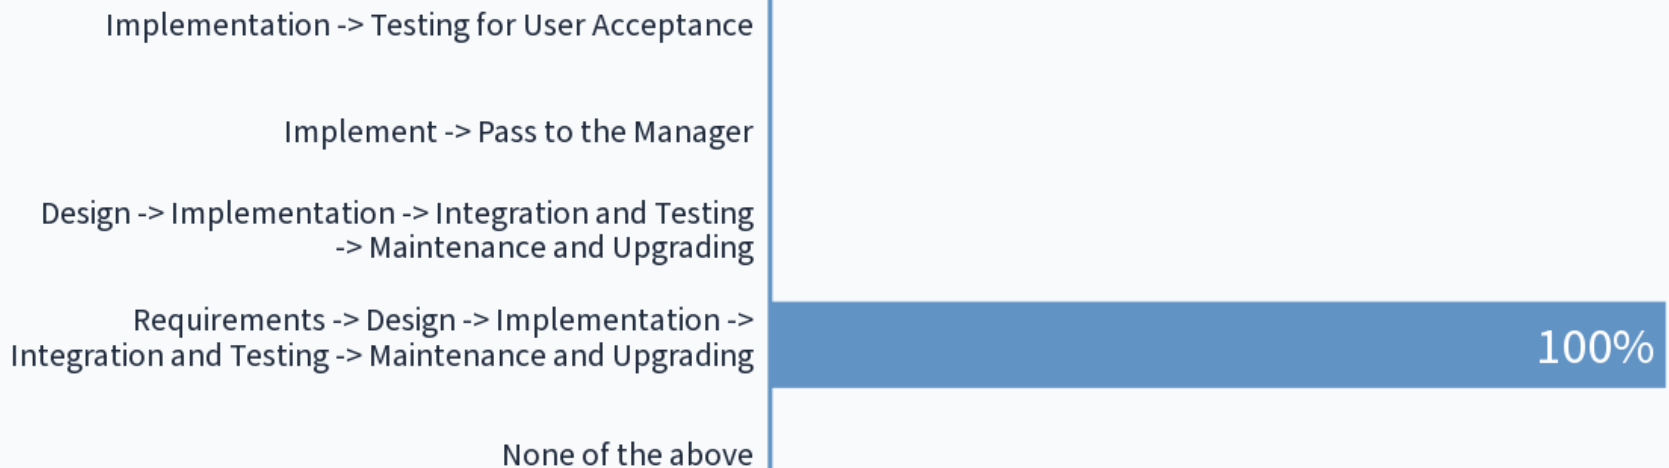 Implementation -> Testing for User Acceptance
Implement -> Pass to the Manager
Design -> Implementation -> Integration and Testing
-> Maintenance and Upgrading
Requirements -> Design -> Implementation ->
Integration and Testing -> Maintenance and Upgrading
100%
None of the above